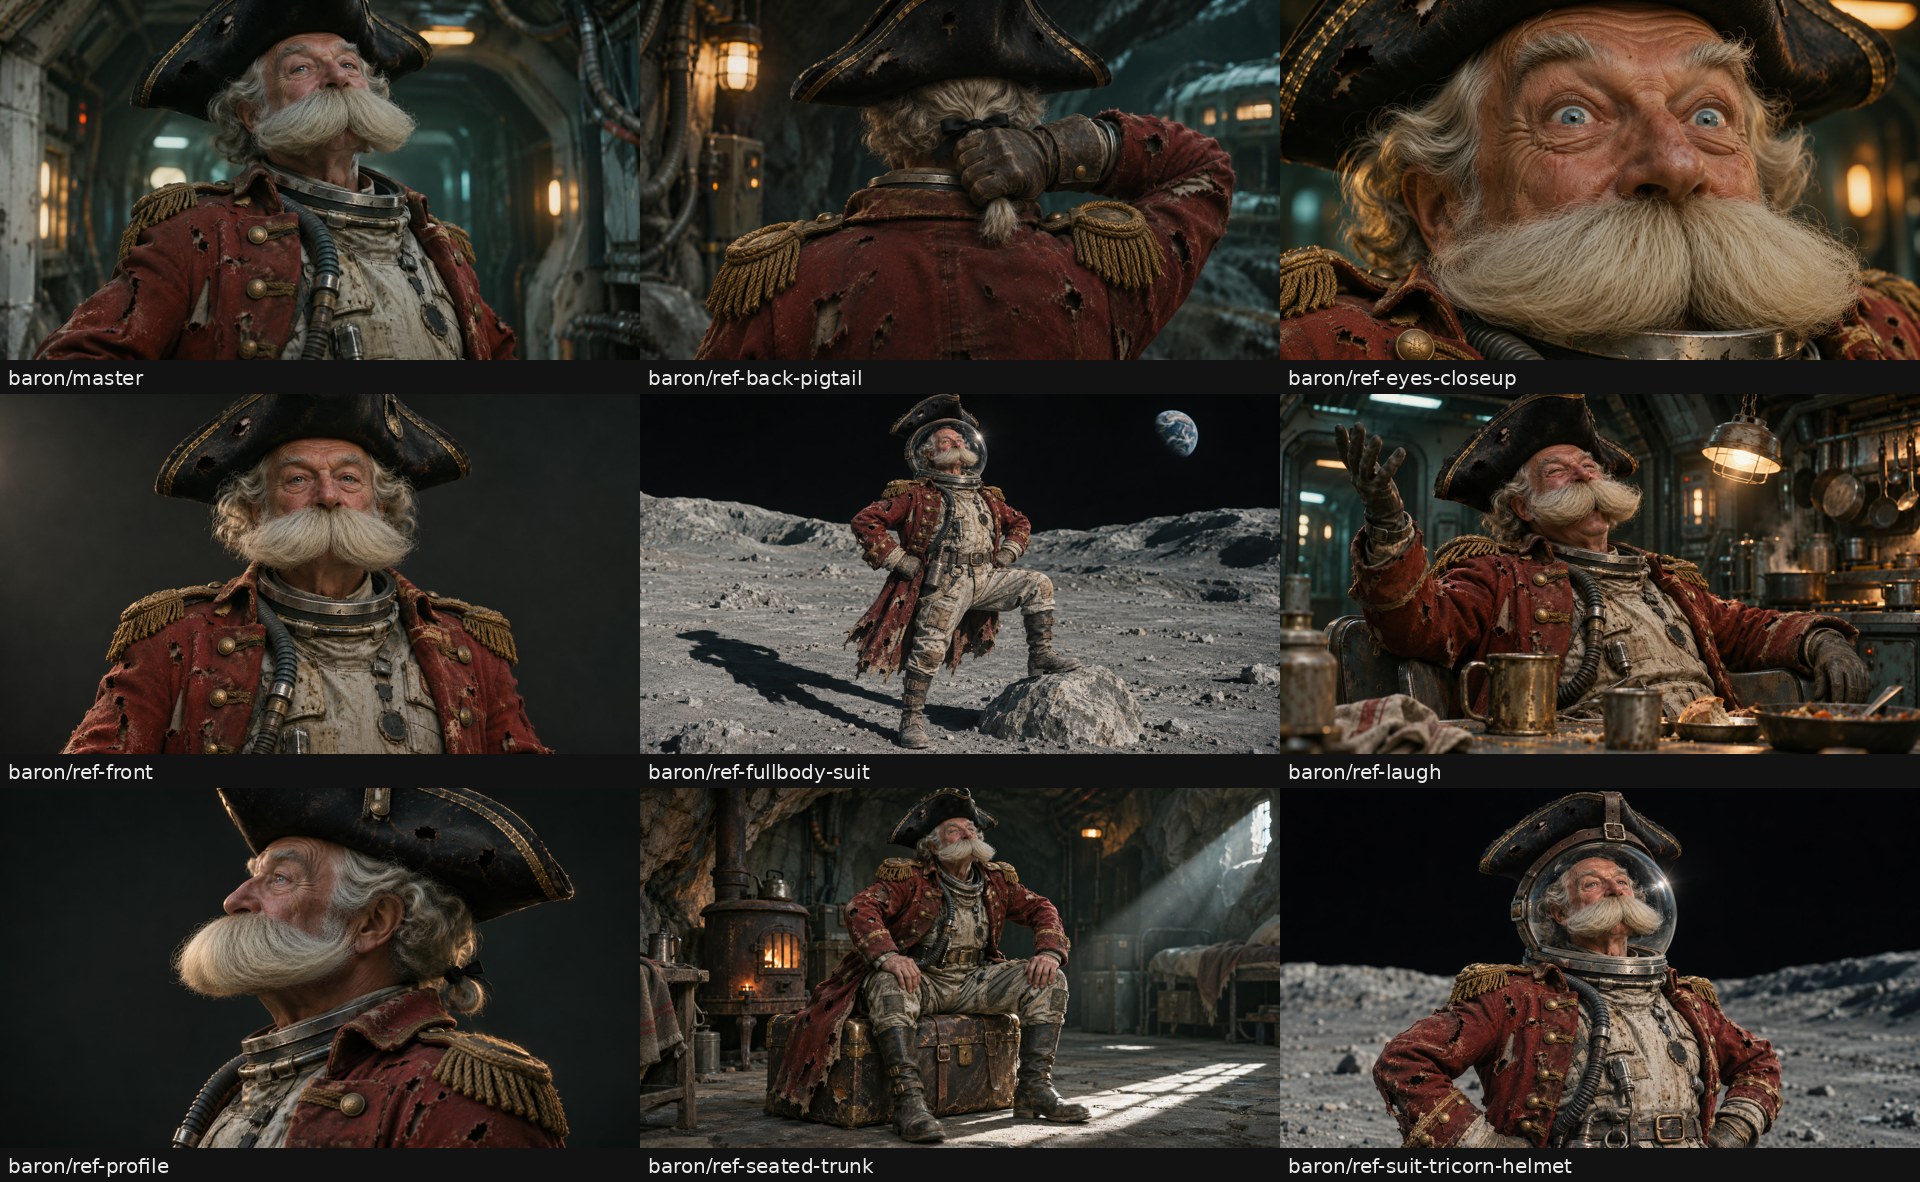 baron/master
baron/ref-back-pigtail
baron/ref-eyes-closeup
baron/ref-front
baron/ref-fullbody-suit
baron/ref-laugh
baron/ref-profile
baron/ref-seated-trunk
baron/ref-suit-tricorn-helmet